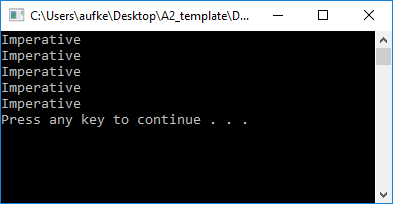 C:\Users\aufke\Desktop\A2_template\D...
Imperative
Imperative
Imperative
Imperative
Imperative
Press any key to continue . . .